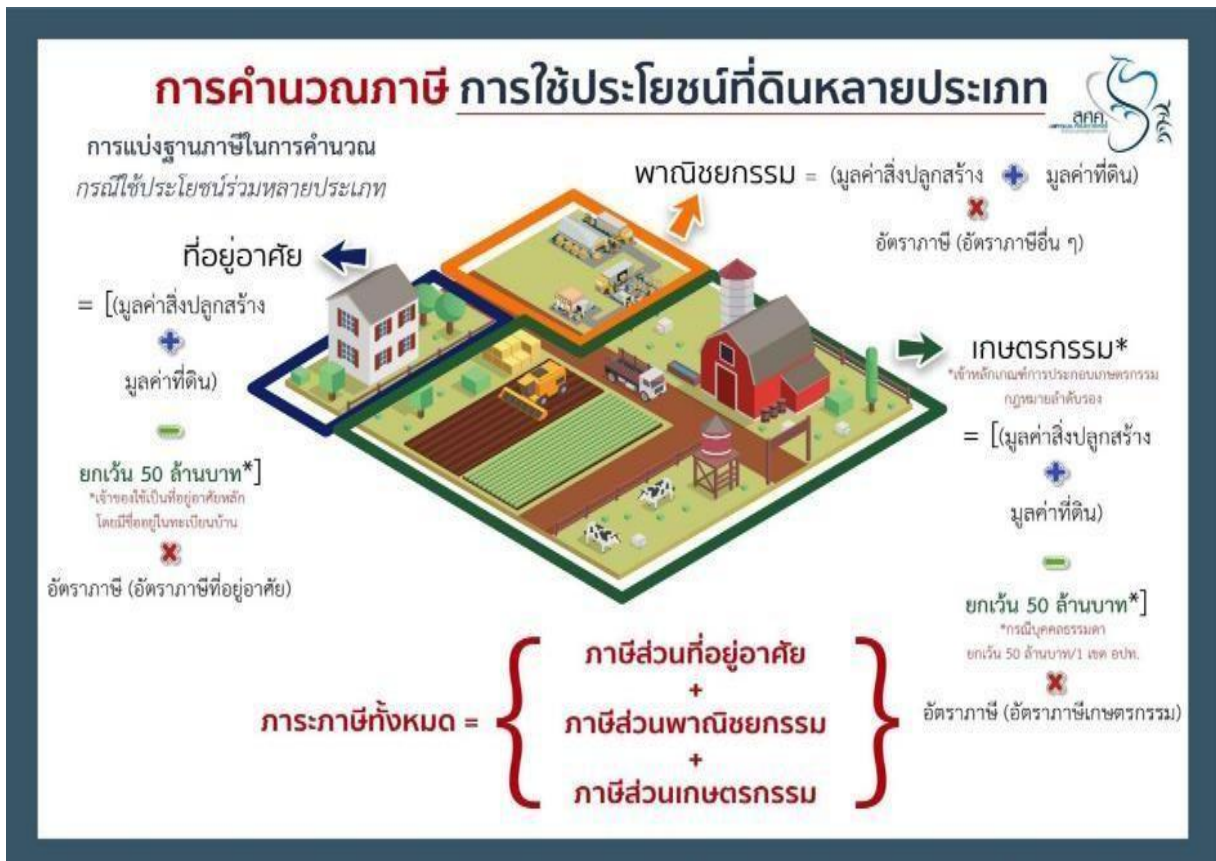 การคำนวณภาษี การใช้ประโยชน์ที่ดินหลายประเภท
สศค.
การแบ่งฐานภาษีในการคำนวณ
กรณีใช้ประโยชน์ร่วมหลายประเภท
พาณิชยกรรม = (มูลค่าสิ่งปลูกสร้าง + มูลค่าที่ดิน)
×
อัตราภาษี (อัตราภาษีอื่น ๆ)
ที่อยู่อาศัย
= [(มูลค่าสิ่งปลูกสร้าง
+
มูลค่าที่ดิน)
-
ยกเว้น 50 ล้านบาท*]
*เจ้าของใช้เป็นที่อยู่อาศัยหลัก
โดยมีชื่ออยู่ในทะเบียนบ้าน
×
อัตราภาษี (อัตราภาษีที่อยู่อาศัย)
เกษตรกรรม*
*เข้าหลักเกณฑ์การประกอบเกษตรกรรม
กฎหมายลำดับรอง
= [(มูลค่าสิ่งปลูกสร้าง
+
มูลค่าที่ดิน)
-
ยกเว้น 50 ล้านบาท*]
*กรณีบุคคลธรรมดา
ยกเว้น 50 ล้านบาท/1 เขต อปท.
×
อัตราภาษี (อัตราภาษีเกษตรกรรม)
ภาระภาษีทั้งหมด = { ภาษีส่วนที่อยู่อาศัย
+
ภาษีส่วนพาณิชยกรรม
+
ภาษีส่วนเกษตรกรรม }